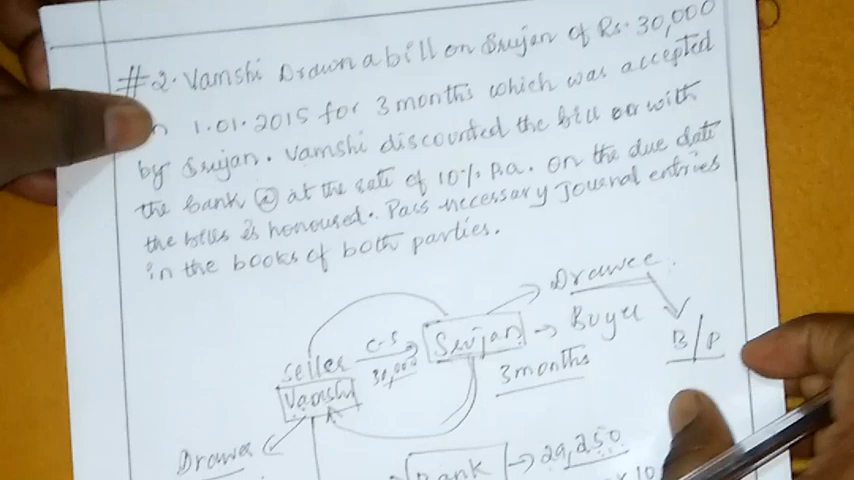 #2. Vamshi Drawn a bill on Srujan of Rs. 30,000
n 1.01.2015 for 3 months which was accepted
by Srujan. Vamshi discounted the bill with
the bank @ at the rate of 10% P.a. on the due date
the bills is honoured. Pass necessary Journal entries
in the books of both parties.
Drawee.
Seller C.S Srujan → Buyer
30,000 3 months B/P
Vamshi
Drawer
Bank → 29,250
x 10